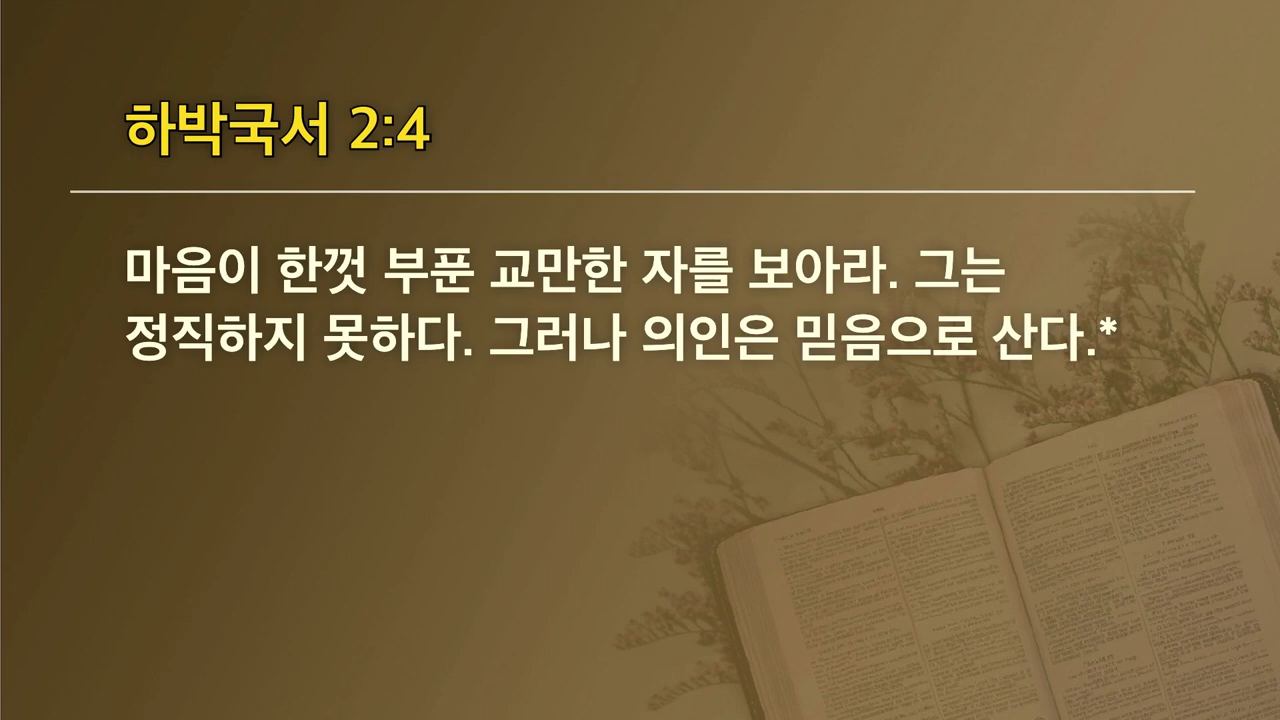 하박국서 2:4
마음이 한껏 부푼 교만한 자를 보아라. 그는
정직하지 못하다. 그러나 의인은 믿음으로 산다.*